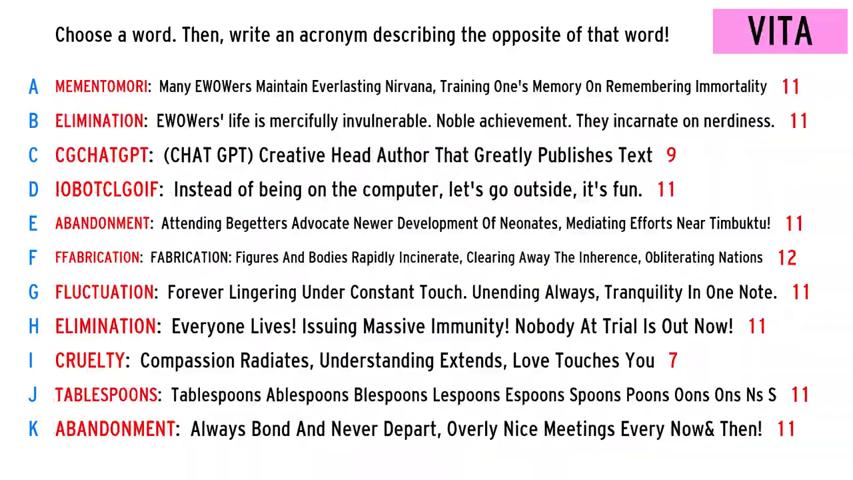 Choose a word. Then, write an acronym describing the opposite of that word!
VITA
A MEMENTOMORI: Many EWOWers Maintain Everlasting Nirvana, Training One's Memory On Remembering Immortality 11
B ELIMINATION: EWOWers' life is mercifully invulnerable. Noble achievement. They incarnate on nerdiness. 11
C CGCHATGPT: (CHAT GPT) Creative Head Author That Greatly Publishes Text 9
D IOBOTCLGOIF: Instead of being on the computer, let's go outside, it's fun. 11
E ABANDONMENT: Attending Begetters Advocate Newer Development Of Neonates, Mediating Efforts Near Timbuktu! 11
F FFABRICATION: FABRICATION: Figures And Bodies Rapidly Incinerate, Clearing Away The Inherence, Obliterating Nations 12
G FLUCTUATION: Forever Lingering Under Constant Touch. Unending Always, Tranquility In One Note. 11
H ELIMINATION: Everyone Lives! Issuing Massive Immunity! Nobody At Trial Is Out Now! 11
I CRUELTY: Compassion Radiates, Understanding Extends, Love Touches You 7
J TABLESPOONS: Tablespoons Ablespoons Blespoons Lespoons Espoons Spoons Poons Oons Ons Ns S 11
K ABANDONMENT: Always Bond And Never Depart, Overly Nice Meetings Every Now& Then! 11